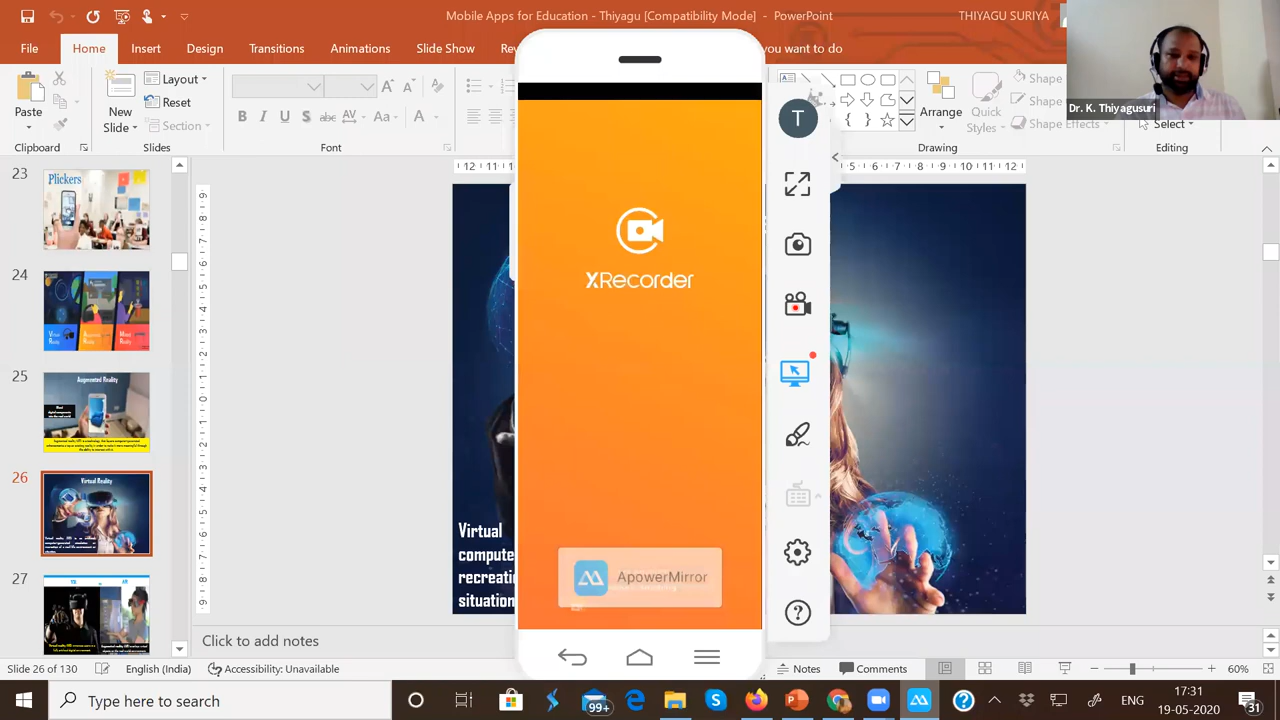 Mobile Apps for Education - Thiyagu [Compatibility Mode] - PowerPoint
THIYAGU SURIYA
File
Home
Insert
Design
Transitions
Animations
Slide Show
you want to do
Paste
New
Slide
Layout
Reset
Section
Arrange
Quick
Styles
Shape
Shape
Shape Effects
Select
Clipboard
Slides
Font
Drawing
Editing
Dr. K. Thiyagusuri
T
XRecorder
ApowerMirror
23
Plickers
24
25
Augmented Reality
26
Virtual Reality
27
Virtual
compute
recreatio
situation
Click to add notes
26 of 130
English (India)
Accessibility: Unavailable
Notes
Comments
60%
Type here to search
99+
ENG
17:31
19-05-2020
31